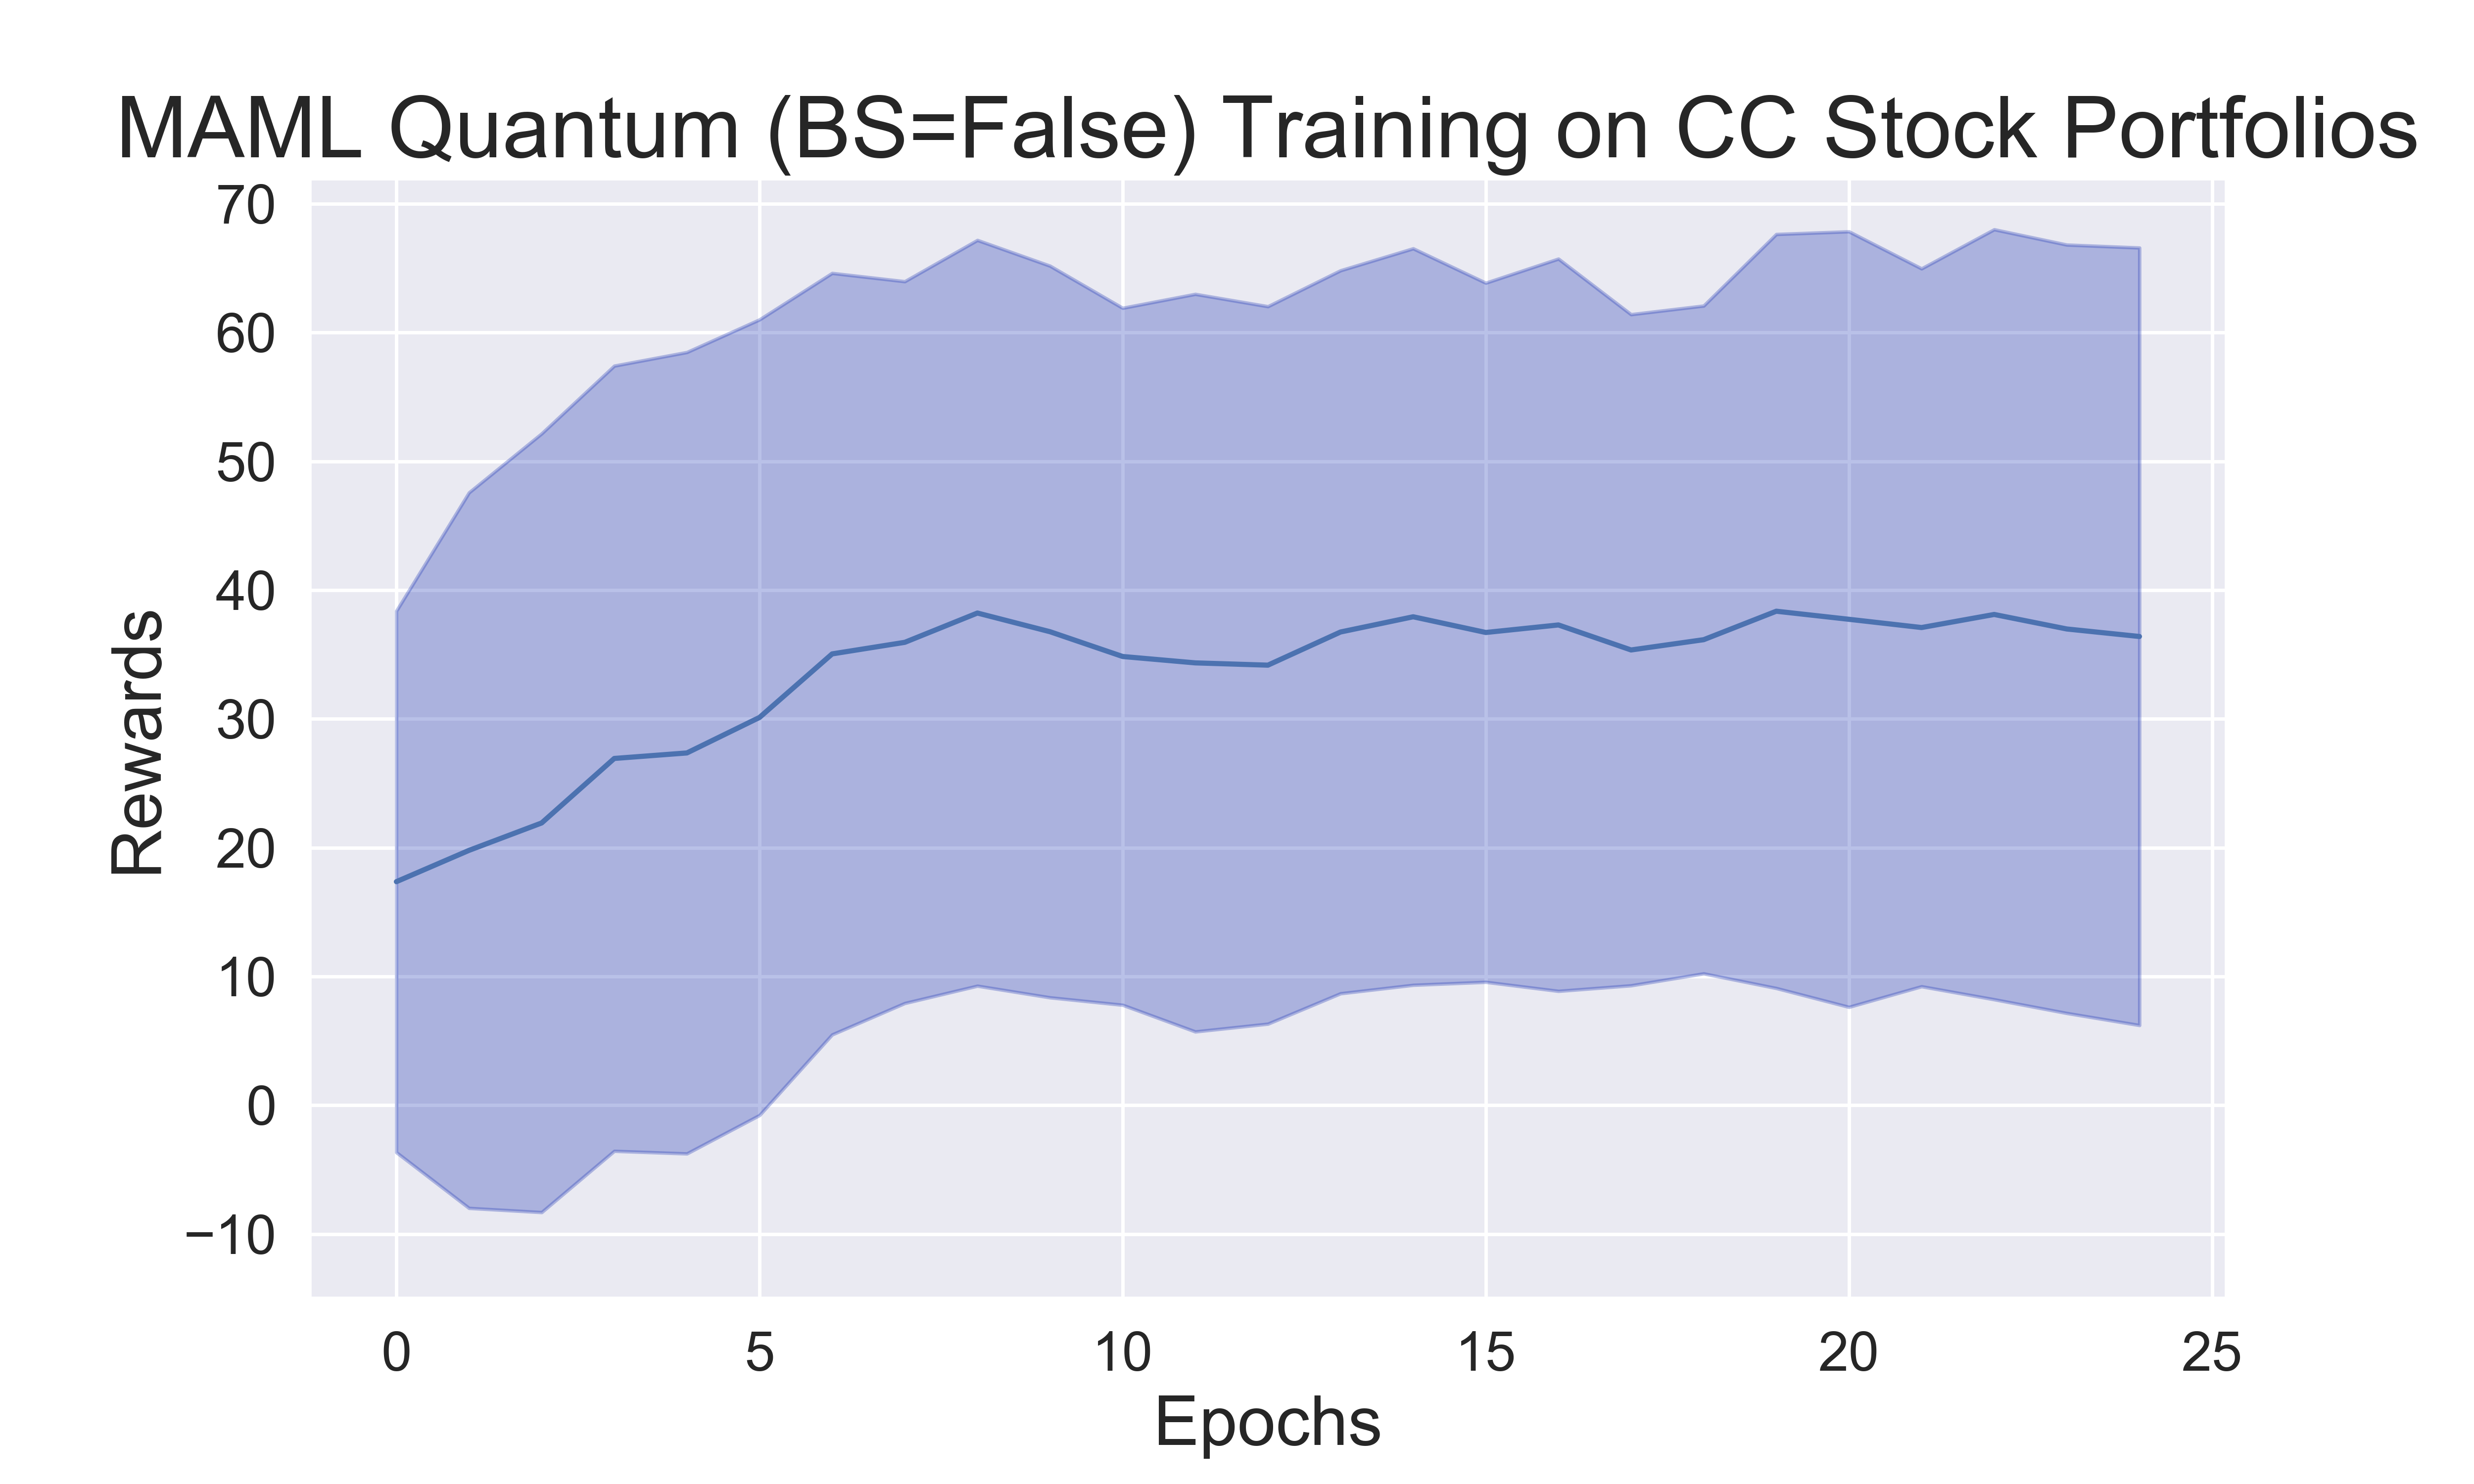 MAML Quantum (BS=False) Training on CC Stock Portfolios
70
60
50
40
30
20
10
0
−10
Rewards
0 5 10 15 20 25
Epochs